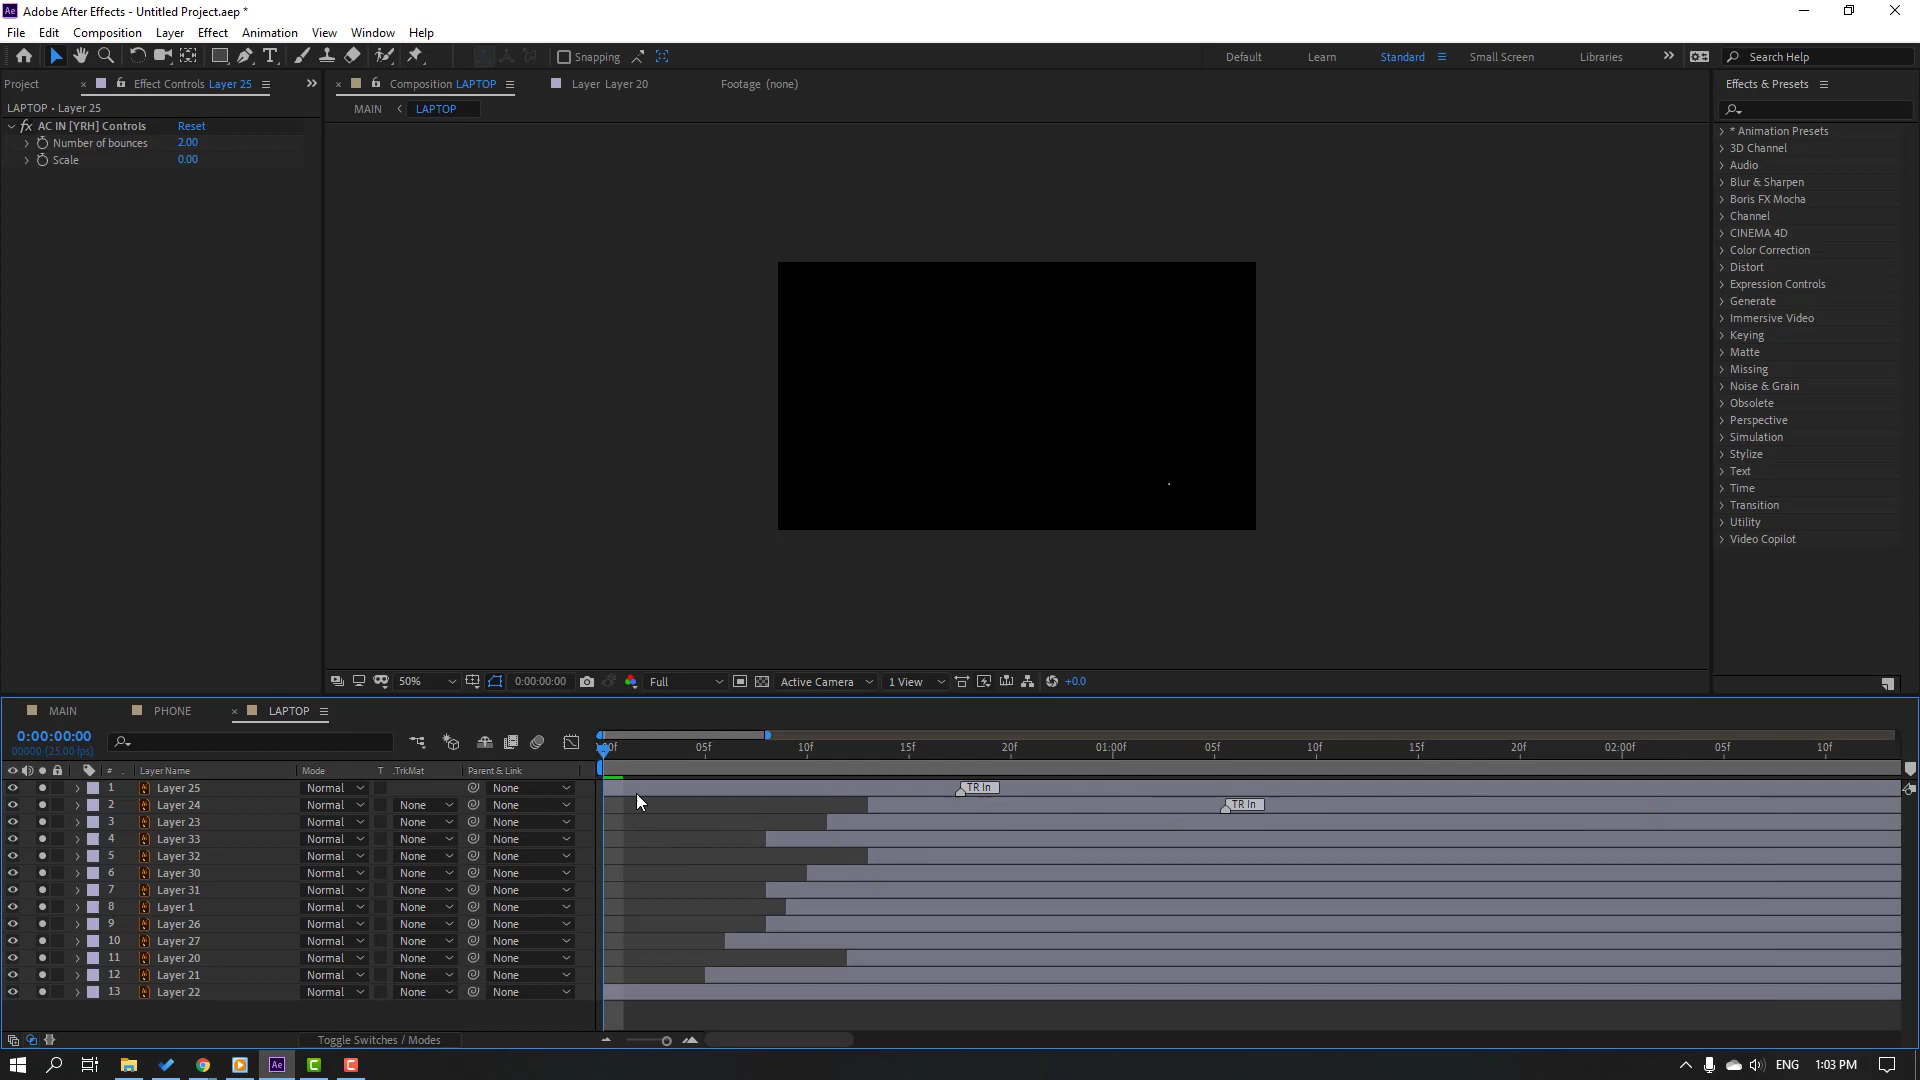 Ae Adobe After Effects - Untitled Project.aep *
File Edit Composition Layer Effect Animation View Window Help
Snapping Default Learn Standard Small Screen Libraries Search Help
Project Effect Controls Layer 25 Composition LAPTOP Layer Layer 20 Footage (none) Effects & Presets
LAPTOP • Layer 25 MAIN LAPTOP
fx AC IN [YRH] Controls Reset
Number of bounces 2.00
Scale 0.00
* Animation Presets
3D Channel
Audio
Blur & Sharpen
Boris FX Mocha
Channel
CINEMA 4D
Color Correction
Distort
Expression Controls
Generate
Immersive Video
Keying
Matte
Missing
Noise & Grain
Obsolete
Perspective
Simulation
Stylize
Text
Time
Transition
Utility
Video Copilot
50% 0:00:00:00 Full Active Camera 1 View +0.0
MAIN PHONE LAPTOP
0:00:00:00
00000 (25.00 fps)
:00f 05f 10f 15f 20f 01:00f 05f 10f 15f 20f 02:00f 05f 10f
# Layer Name Mode T .TrkMat Parent & Link
1 Layer 25 Normal None TR In
2 Layer 24 Normal None None TR In
3 Layer 23 Normal None None
4 Layer 33 Normal None None
5 Layer 32 Normal None None
6 Layer 30 Normal None None
7 Layer 31 Normal None None
8 Layer 1 Normal None None
9 Layer 26 Normal None None
10 Layer 27 Normal None None
11 Layer 20 Normal None None
12 Layer 21 Normal None None
13 Layer 22 Normal None None
Toggle Switches / Modes
Ae C C ENG 1:03 PM